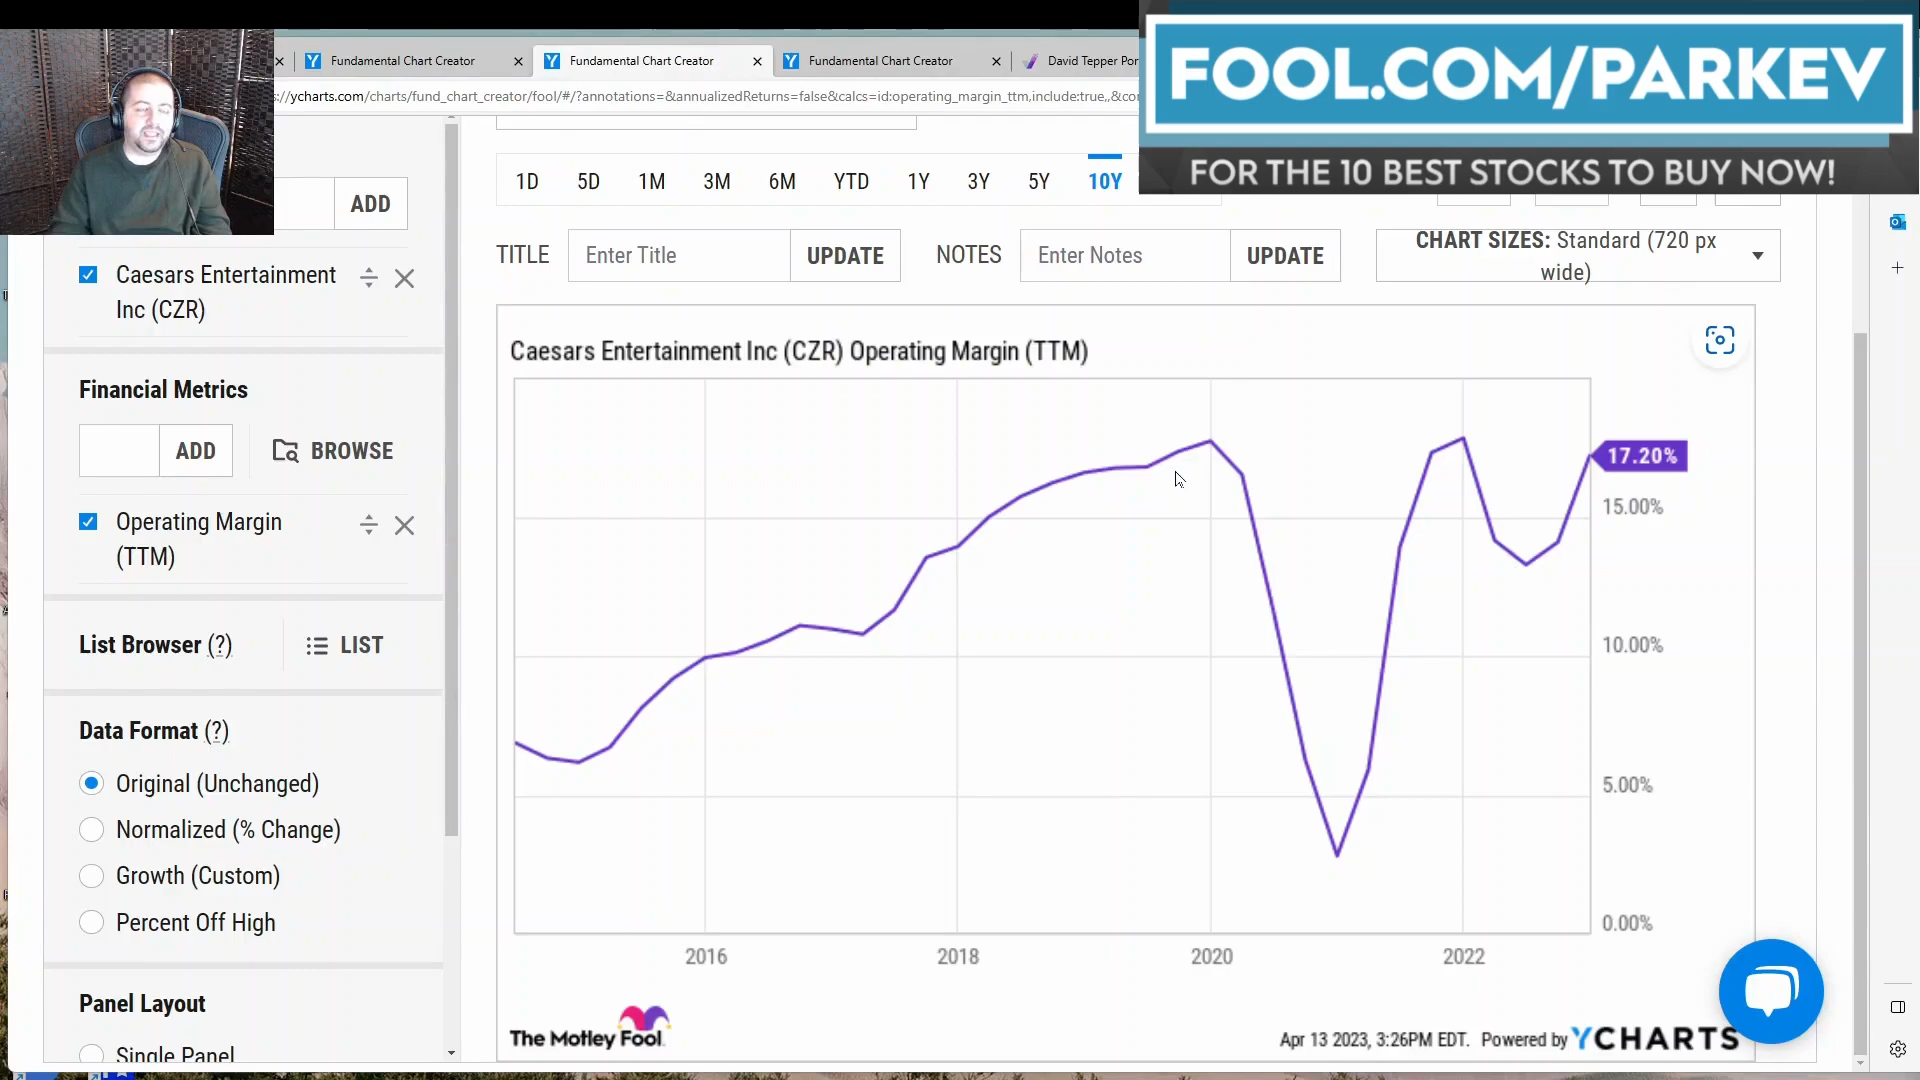 Fundamental Chart Creator
Fundamental Chart Creator
Fundamental Chart Creator
David Tepper Por
FOOL.COM/PARKEV
FOR THE 10 BEST STOCKS TO BUY NOW!
://ycharts.com/charts/fund_chart_creator/fool/#/?annotations=&annualizedReturns=false&calcs=id:operating_margin_ttm,include:true,,&co
1D 5D 1M 3M 6M YTD 1Y 3Y 5Y 10Y
ADD
TITLE Enter Title UPDATE NOTES Enter Notes UPDATE CHART SIZES: Standard (720 px
wide)
Caesars Entertainment
Inc (CZR)
Financial Metrics
ADD BROWSE
Operating Margin
(TTM)
List Browser (?) LIST
Data Format (?)
Original (Unchanged)
Normalized (% Change)
Growth (Custom)
Percent Off High
Panel Layout
Single Panel
Caesars Entertainment Inc (CZR) Operating Margin (TTM)
17.20%
15.00%
10.00%
5.00%
0.00%
2016 2018 2020 2022
The Motley Fool
Apr 13 2023, 3:26PM EDT. Powered by YCHARTS